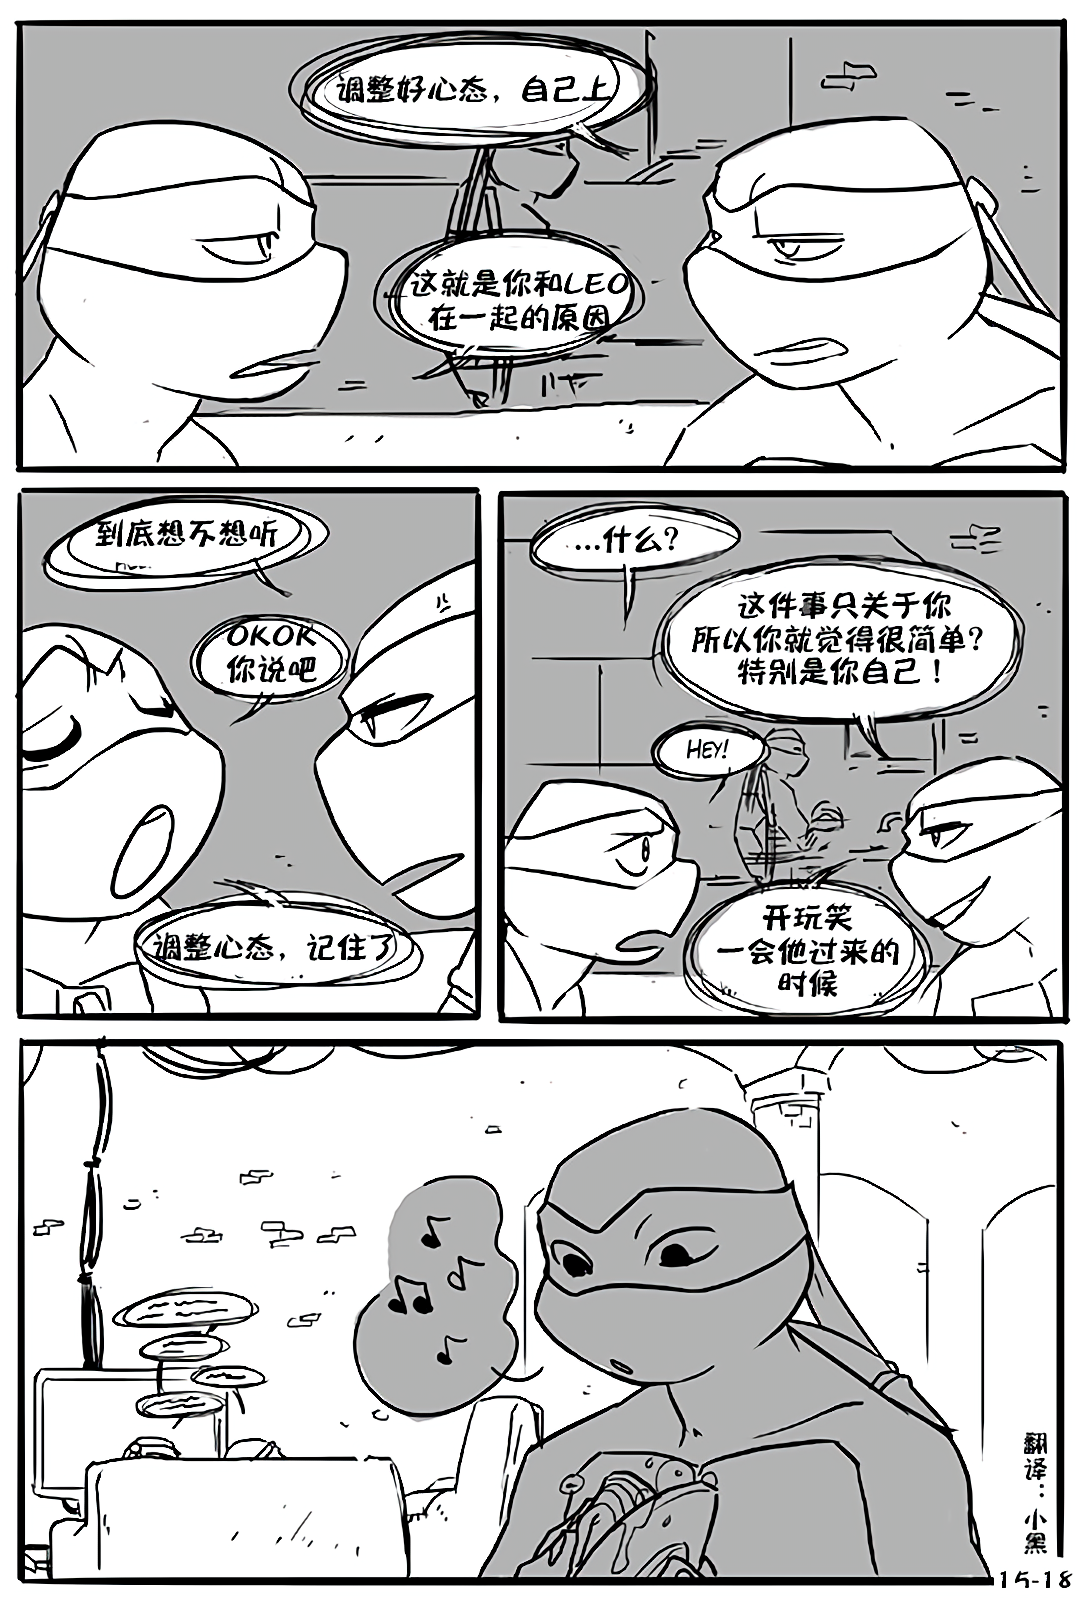 调整好心态，自己上
这就是你和LEO
在一起的原因
到底想不想听
OKOK
你说吧
调整心态，记住了
...什么?
这件事只关于你
所以你就觉得很简单?
特别是你自己！
HEY!
开玩笑
一会他过来的
时候
翻译：小黑
15-18